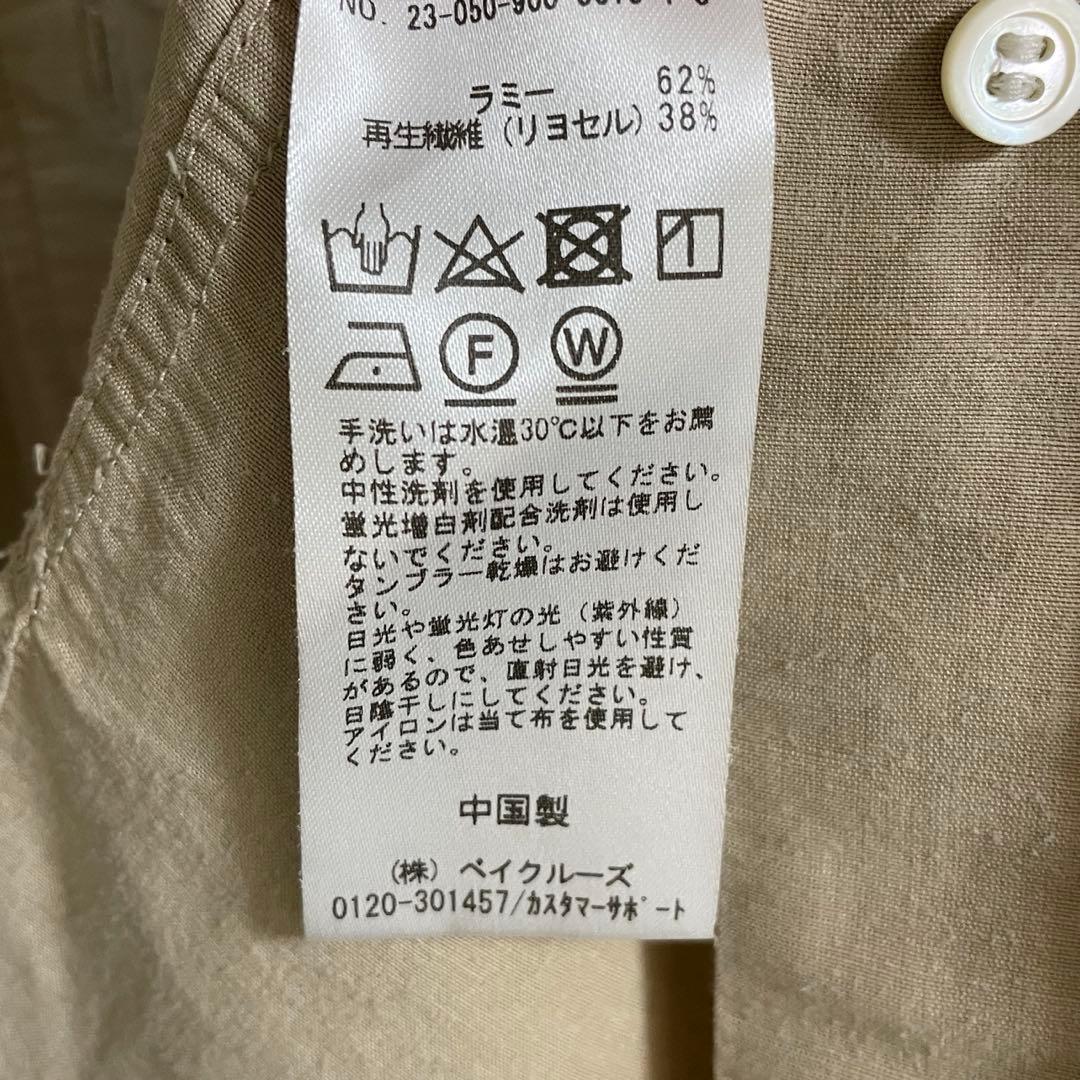 NO. 23-050-900
ラミー 62%
再生繊維 (リヨセル) 38%
F W
手洗いは水温30℃以下をお薦
めします。
中性洗剤を使用してください。
蛍光増白剤配合洗剤は使用し
ないでください。
タンブラー乾燥はお避けくだ
さい。
日光や蛍光灯の光（紫外線）
に弱く、色あせしやすい性質
があるので、直射日光を避け、
日陰干しにしてください。
アイロンは当て布を使用して
ください。
中国製
(株) ベイクルーズ
0120-301457/カスタマーサポート